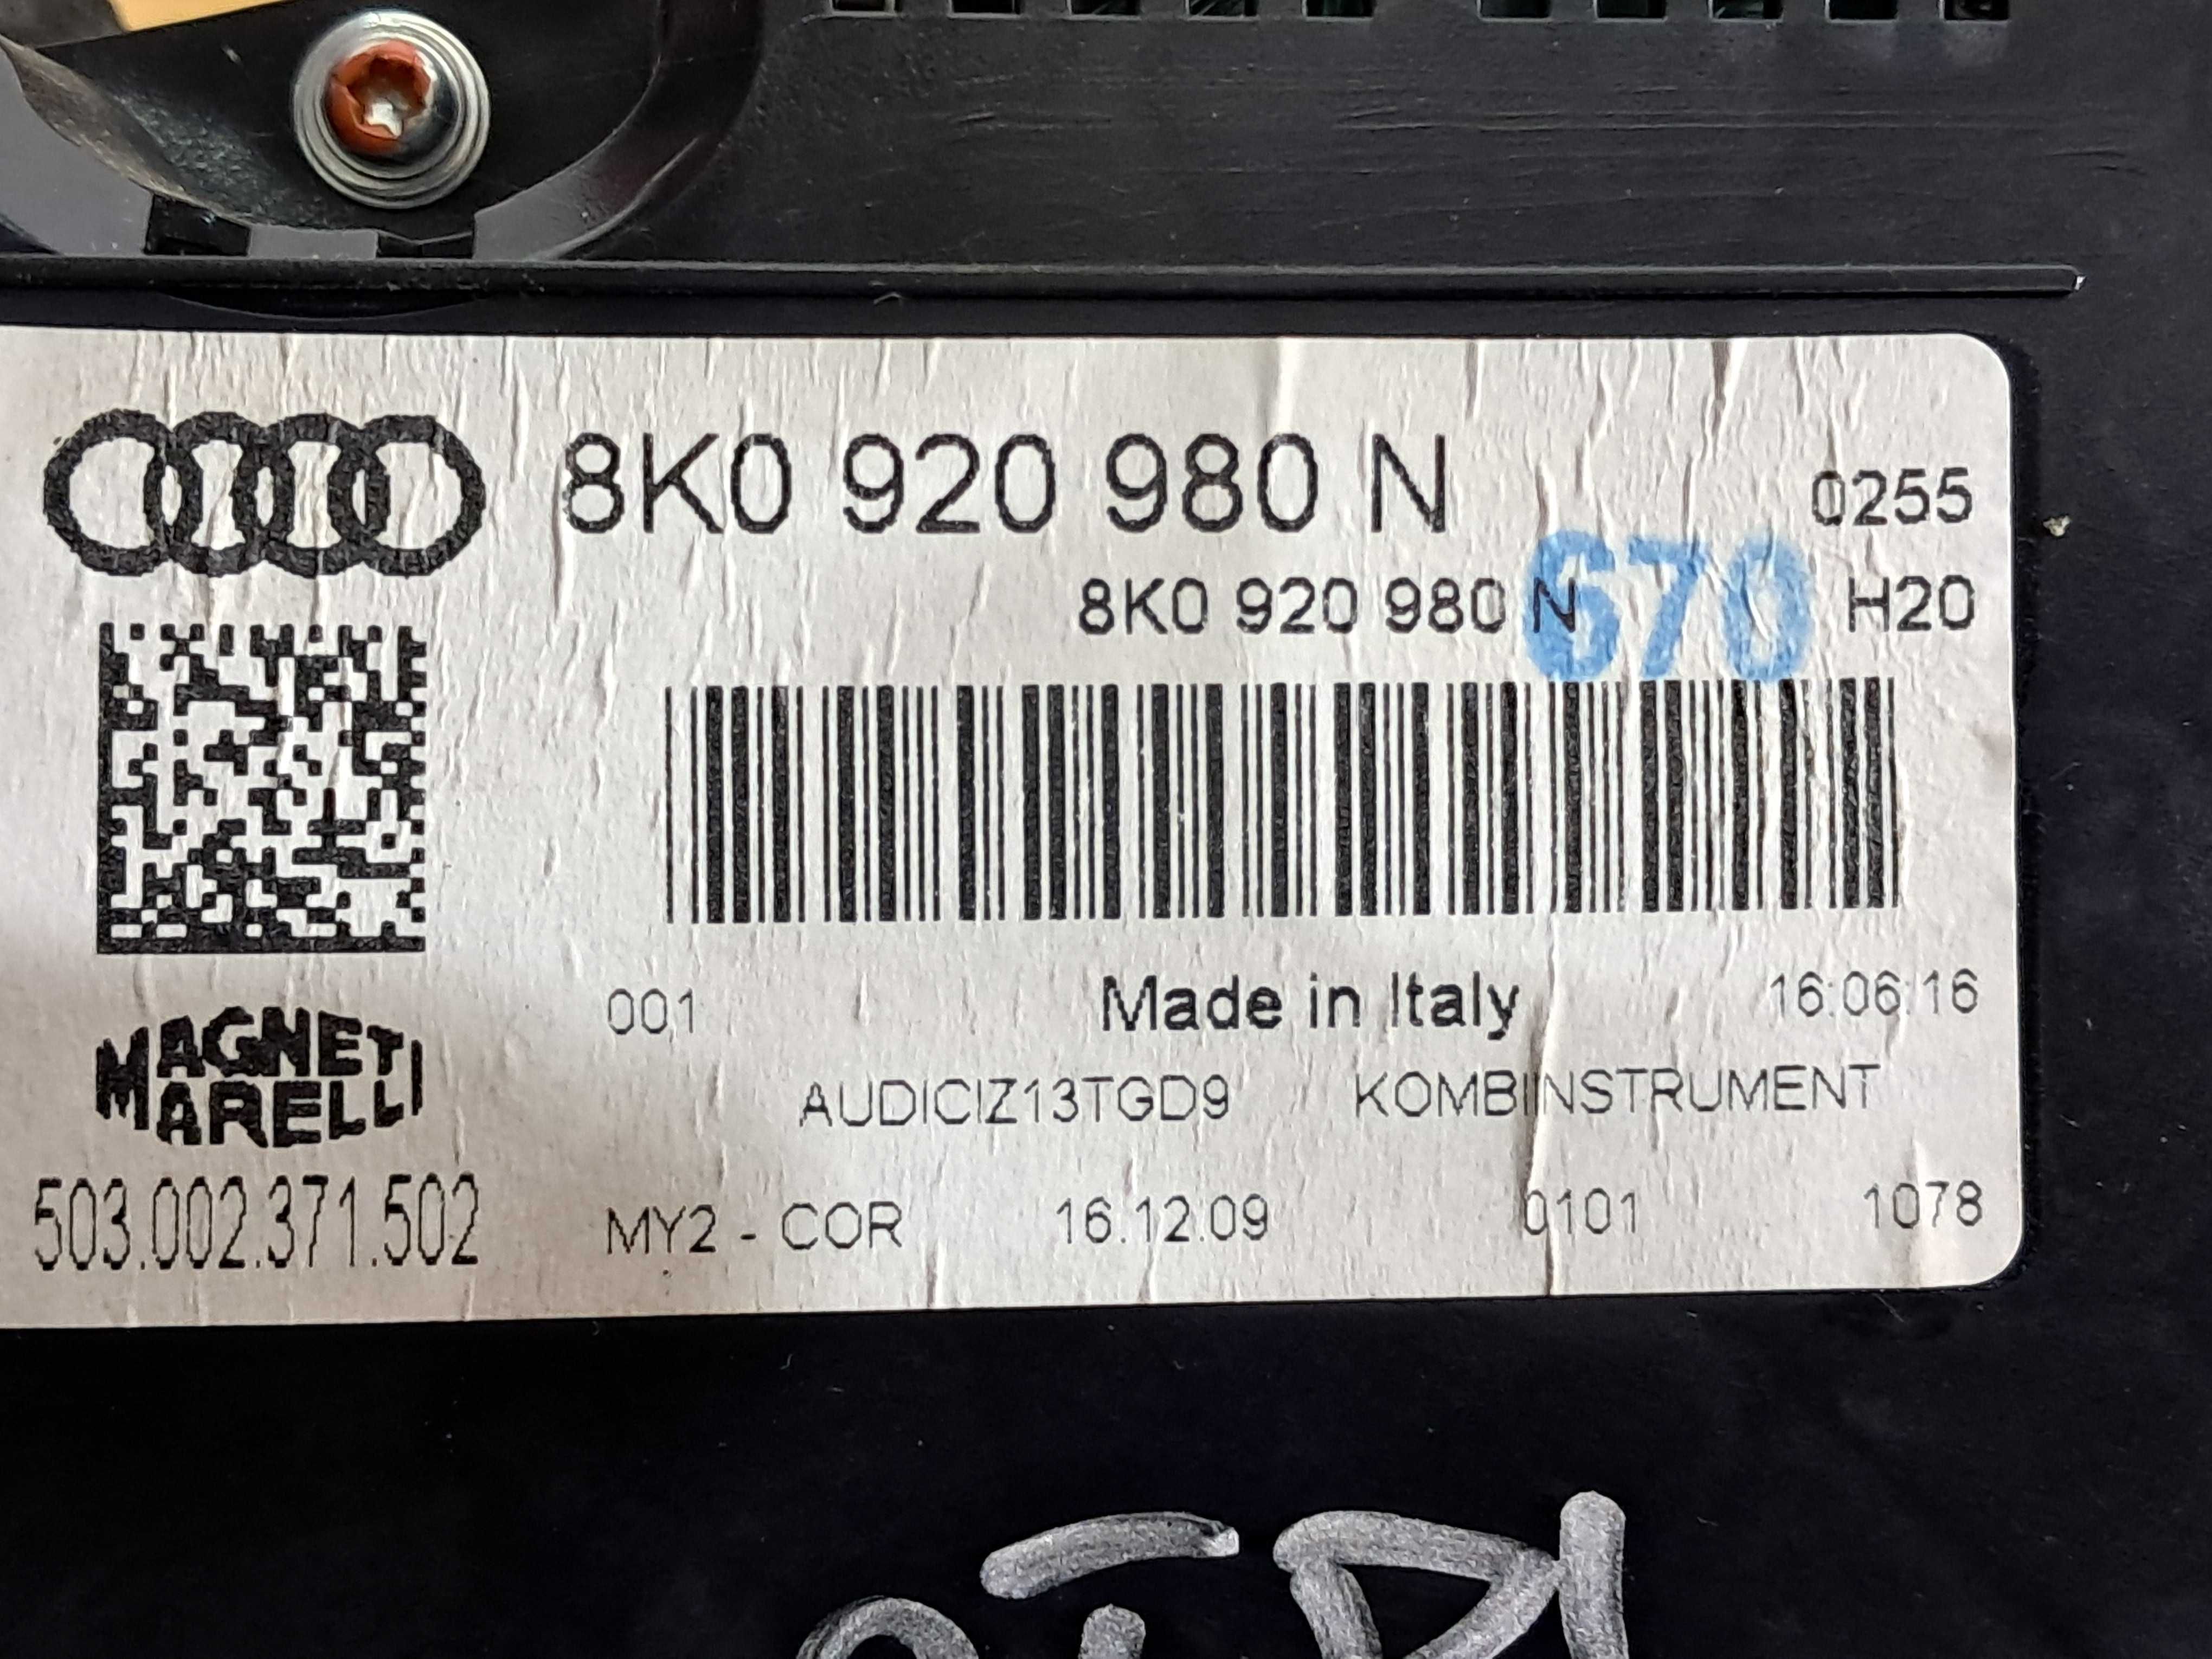 8K0 920 980 N 0255
8K0 920 980 N 670 H20
001 Made in Italy 16:06:16
MAGNETI
MARELLI
AUDICIZ13TGD9 KOMBIINSTRUMENT
503.002.371.502 MY2 - COR 16.12.09 0101 1078